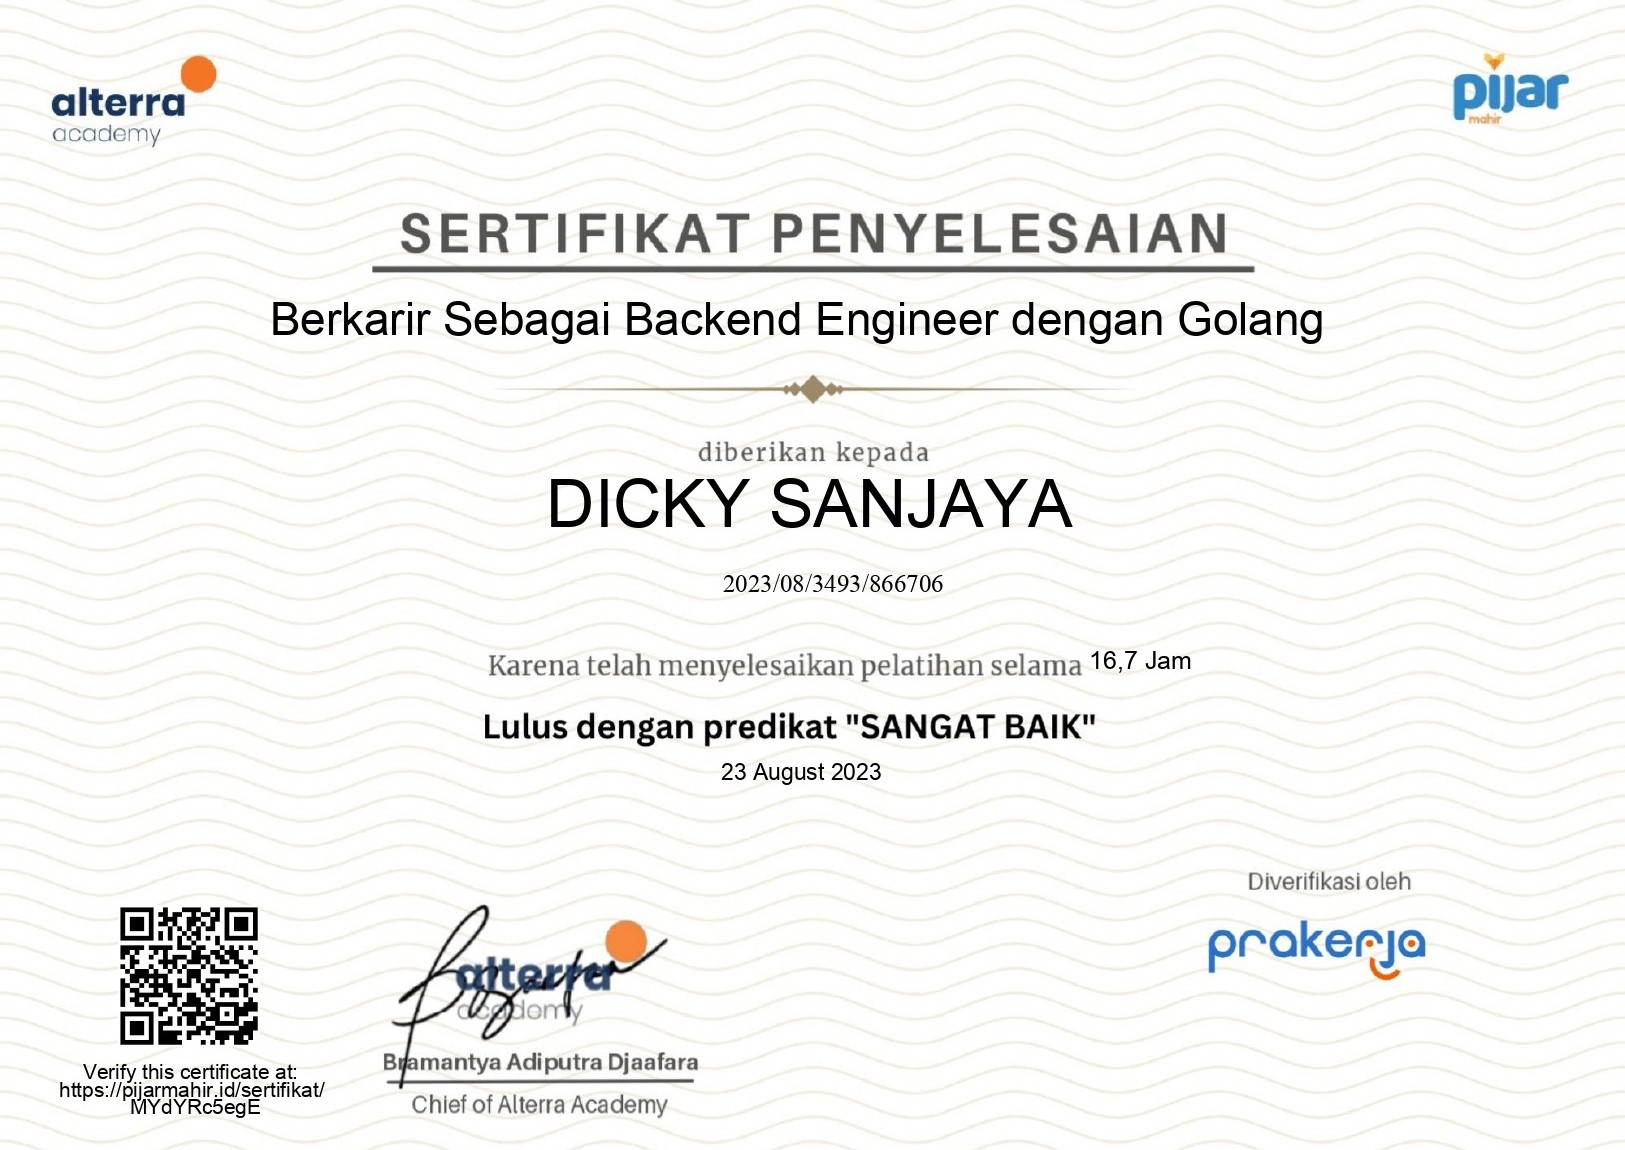 alterra
academy
pijar
mahir
SERTIFIKAT PENYELESAIAN
Berkarir Sebagai Backend Engineer dengan Golang
diberikan kepada
DICKY SANJAYA
2023/08/3493/866706
Karena telah menyelesaikan pelatihan selama 16,7 Jam
Lulus dengan predikat "SANGAT BAIK"
23 August 2023
Diverifikasi oleh
prakerja
alterra
academy
Bramantya Adiputra Djaafara
Chief of Alterra Academy
Verify this certificate at:
https://pijarmahir.id/sertifikat/
MYdYRc5egE